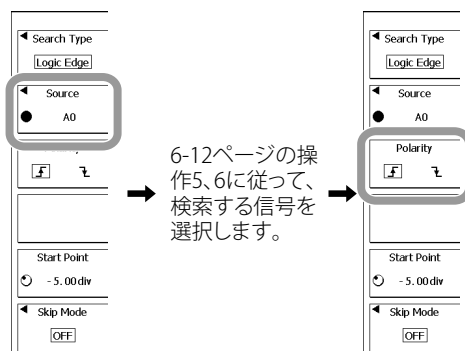 Search Type
Logic Edge
Source
A0
Start Point
-5.00div
Skip Mode
OFF
6-12ページの操
作5、6に従って、
検索する信号を
選択します。
Search Type
Logic Edge
Source
A0
Polarity
Start Point
-5.00div
Skip Mode
OFF